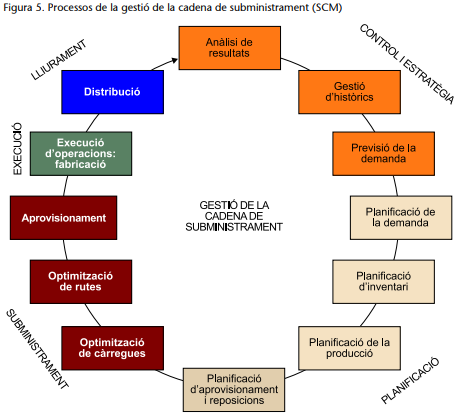 Figura 5. Processos de la gestió de la cadena de subministrament (SCM)
LLIURAMENT
Anàlisi de
resultats
CONTROL I ESTRATÈGIA
Distribució
Gestió
d'històrics
EXECUCIÓ
Execució
d'operacions:
fabricació
Previsió de la
demanda
Aprovisionament
GESTIÓ DE LA
CADENA DE
SUBMINISTRAMENT
Planificació de
la demanda
Optimització
de rutes
Planificació
d'inventari
SUBMINISTRAMENT
Optimització
de càrregues
Planificació de la
producció
Planificació
d'aprovisionament
i reposicions
PLANIFICACIÓ